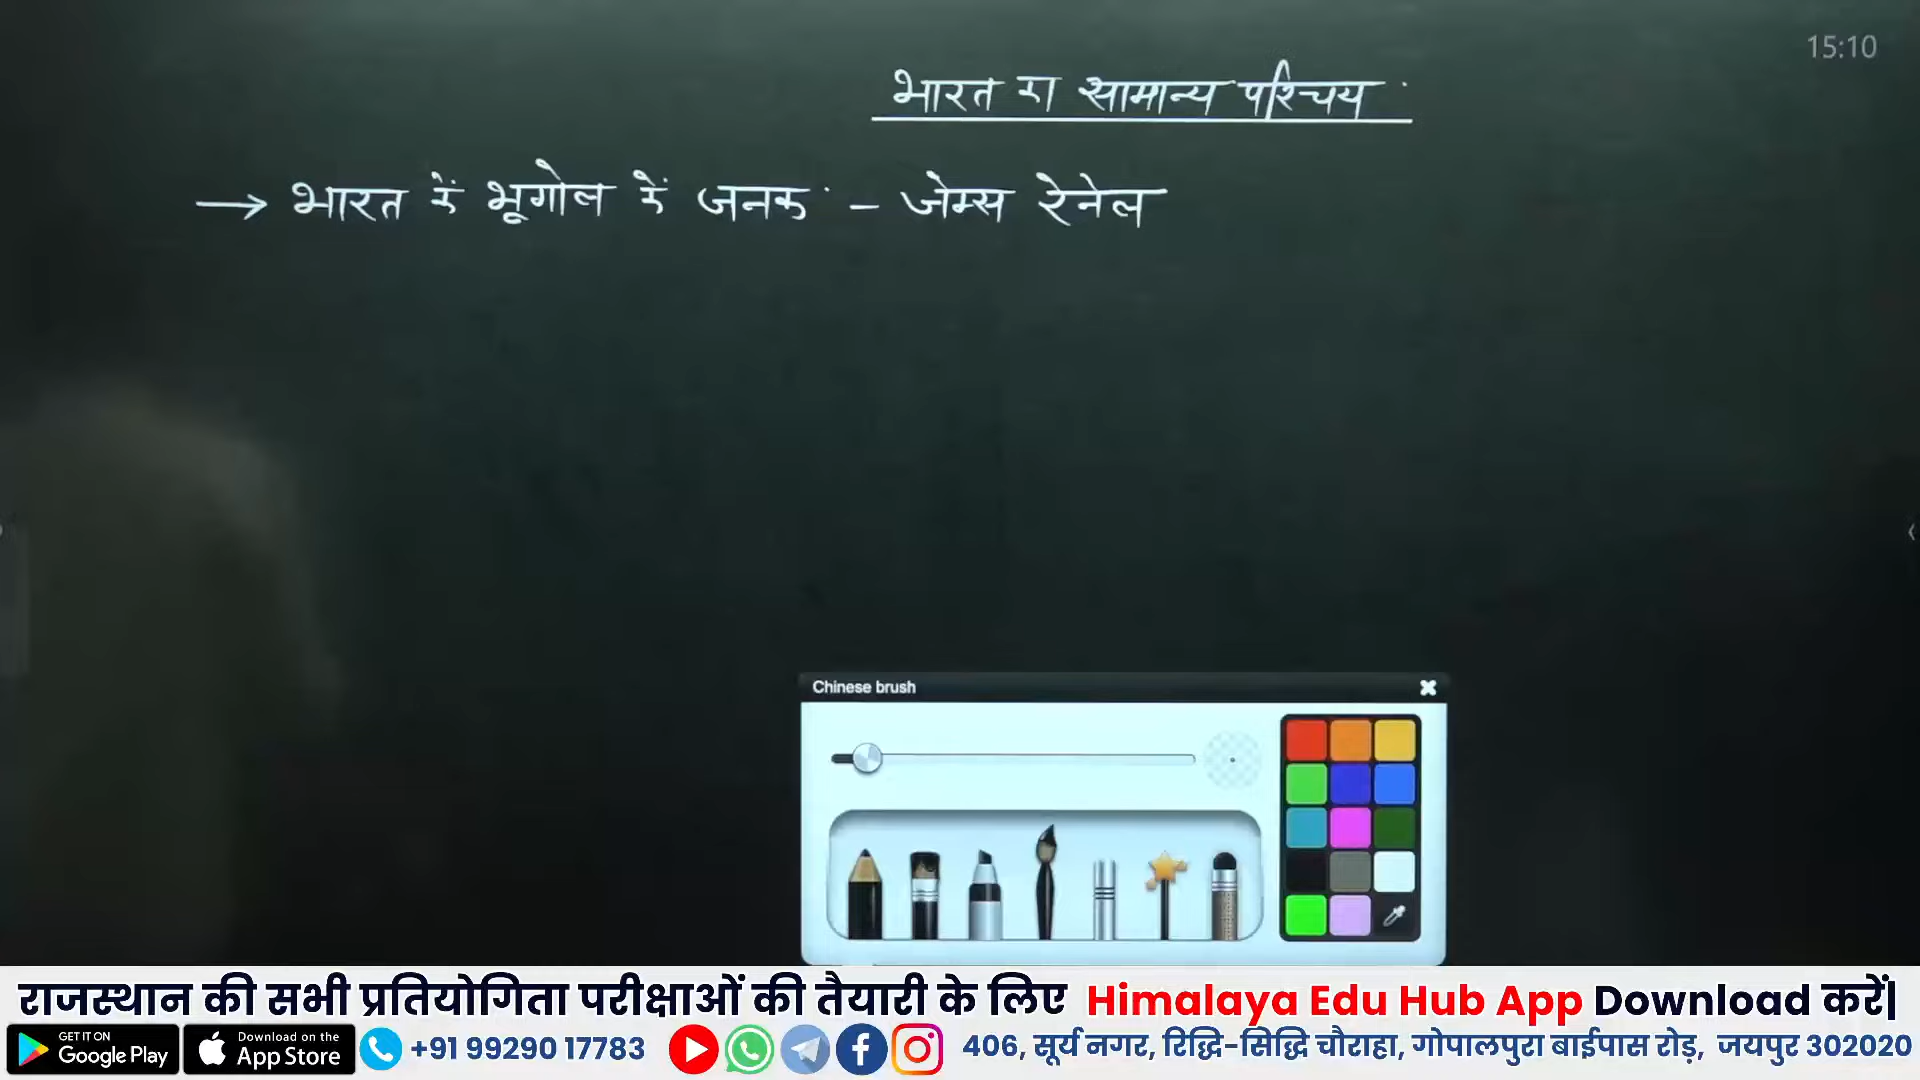 15:10
भारत का सामान्य परिचय
→ भारत में भूगोल के जनक - जेम्स रेनेल
Chinese brush
राजस्थान की सभी प्रतियोगिता परीक्षाओं की तैयारी के लिए Himalaya Edu Hub App Download करें|
GET IT ON
Google Play
Download on the
App Store
+91 99290 17783
406, सूर्य नगर, रिद्धि-सिद्धि चौराहा, गोपालपुरा बाईपास रोड़, जयपुर 302020